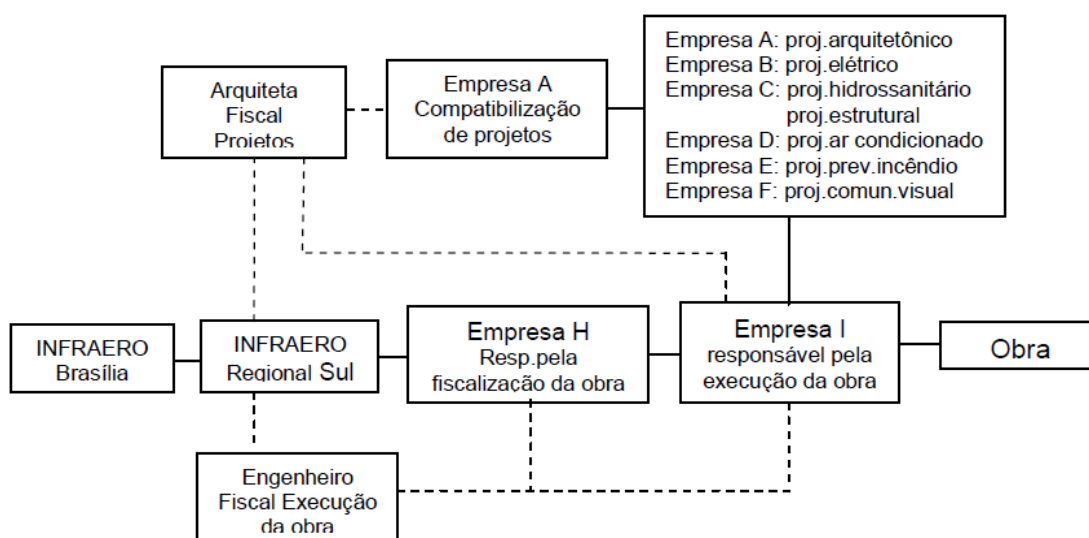 Arquiteta
Fiscal
Projetos
Empresa A
Compatibilização
de projetos
Empresa A: proj.arquitetônico
Empresa B: proj.elétrico
Empresa C: proj.hidrossanitário
proj.estrutural
Empresa D: proj.ar condicionado
Empresa E: proj.prev.incêndio
Empresa F: proj.comun.visual
INFRAERO
Brasília
INFRAERO
Regional Sul
Empresa H
Resp.pela
fiscalização da obra
Empresa I
responsável pela
execução da obra
Obra
Engenheiro
Fiscal Execução
da obra